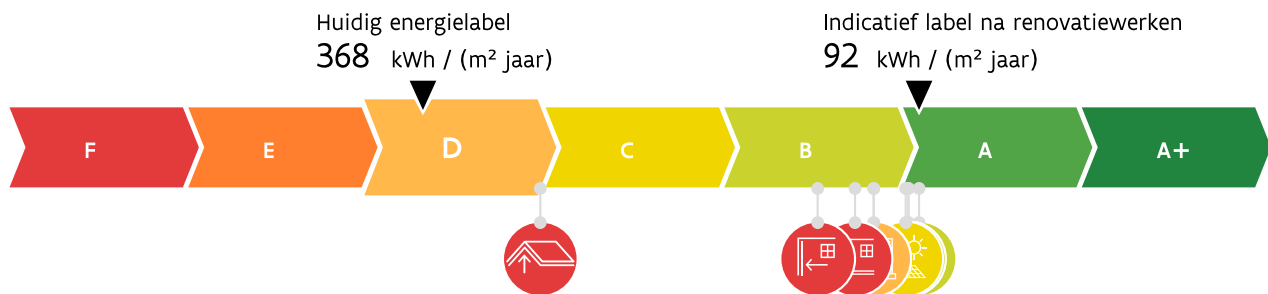 Huidig energielabel
368 kWh / (m² jaar)
Indicatief label na renovatiewerken
92 kWh / (m² jaar)
F E D C B A A+